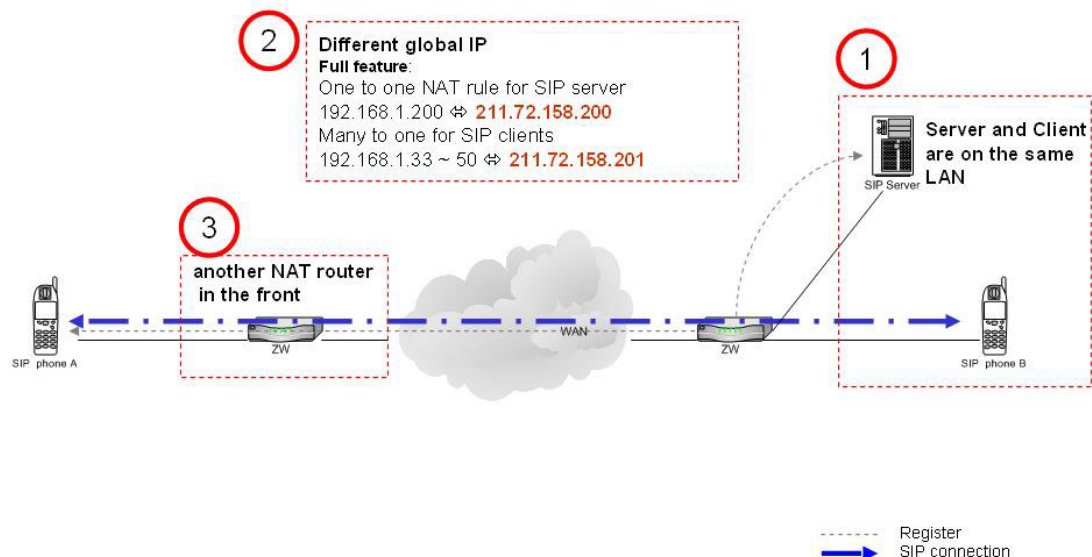 2
Different global IP
Full feature:
One to one NAT rule for SIP server
192.168.1.200 ⇔ 211.72.158.200
Many to one for SIP clients
192.168.1.33 ~ 50 ⇔ 211.72.158.201
1
Server and Client
are on the same
LAN
SIP Server
3
another NAT router
in the front
SIP phone A
ZW
WAN
ZW
SIP phone B
Register
SIP connection